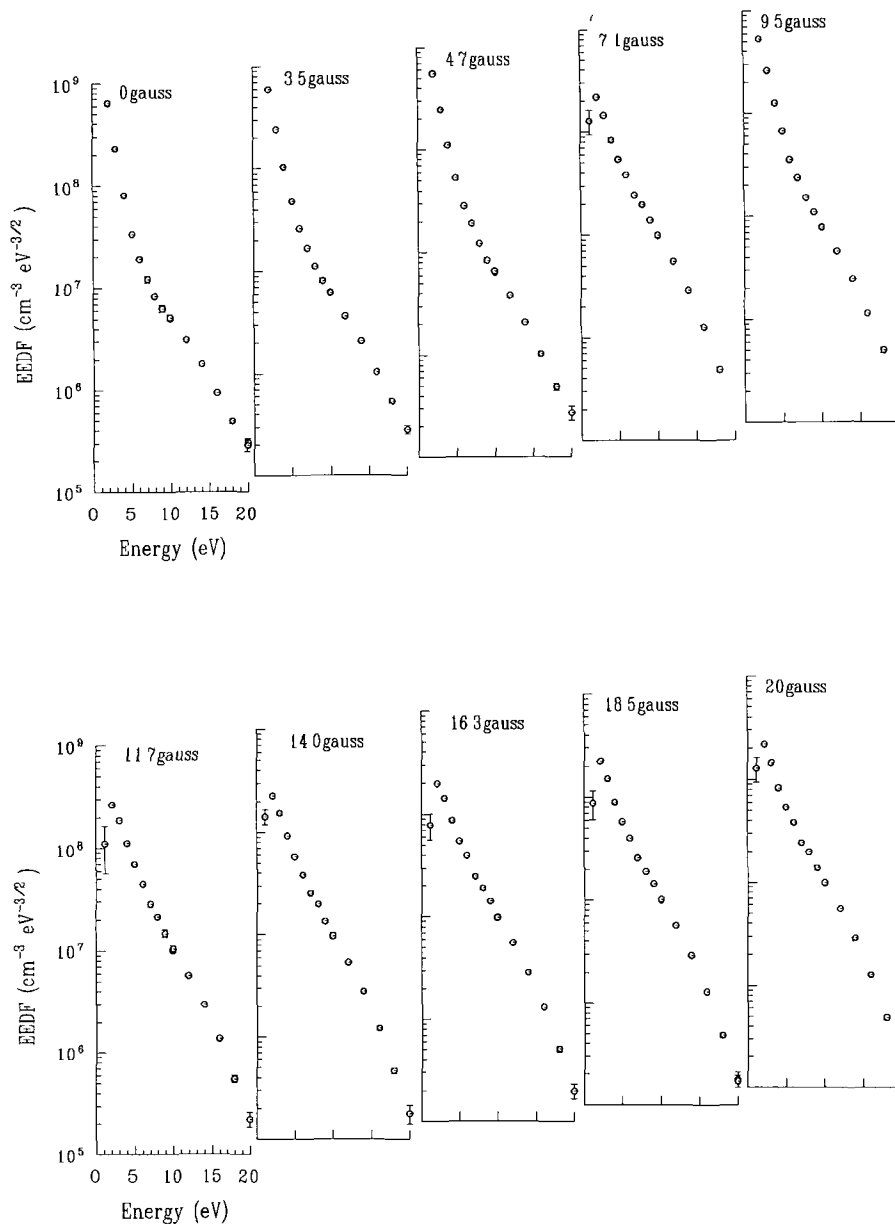 0gauss
3 5gauss
4 7gauss
7 1gauss
9 5gauss
10⁹
10⁸
10⁷
10⁶
10⁵
EEDF (cm⁻³ eV⁻³/²)
0 5 10 15 20
Energy (eV)
11 7gauss
14 0gauss
16 3gauss
18 5gauss
20gauss
10⁹
10⁸
10⁷
10⁶
10⁵
EEDF (cm⁻³ eV⁻³/²)
0 5 10 15 20
Energy (eV)